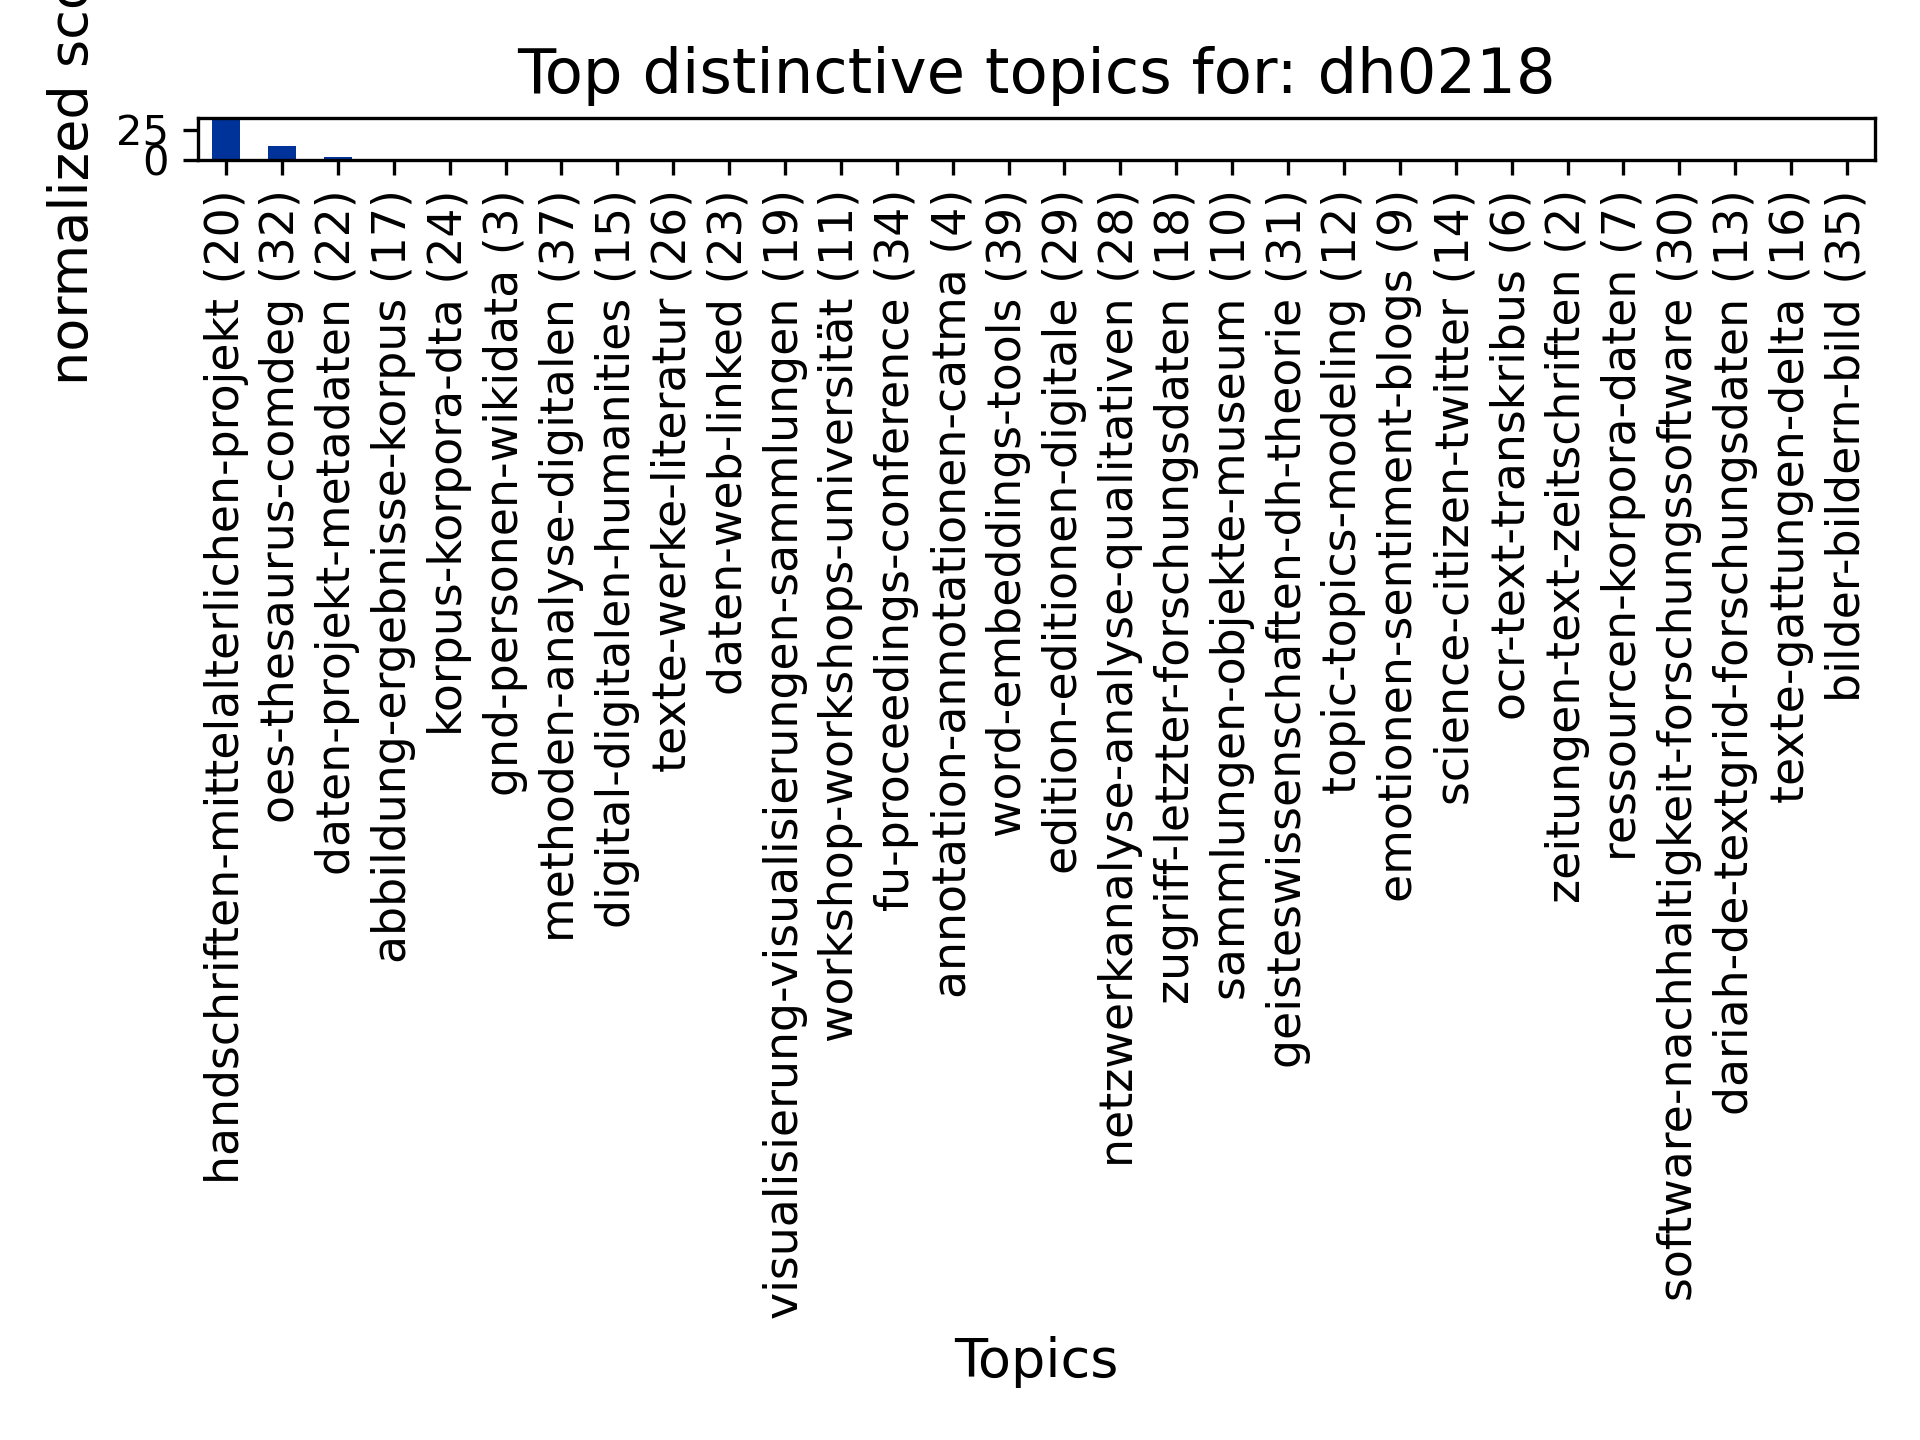 Top distinctive topics for: dh0218
normalized sco
25
0
handschriften-mittelalterlichen-projekt (20)
oes-thesaurus-comdeg (32)
daten-projekt-metadaten (22)
abbildung-ergebnisse-korpus (17)
korpus-korpora-dta (24)
gnd-personen-wikidata (3)
methoden-analyse-digitalen (37)
digital-digitalen-humanities (15)
texte-werke-literatur (26)
daten-web-linked (23)
visualisierung-visualisierungen-sammlungen (19)
workshop-workshops-universität (11)
fu-proceedings-conference (34)
annotation-annotationen-catma (4)
word-embeddings-tools (39)
edition-editionen-digitale (29)
netzwerkanalyse-analyse-qualitativen (28)
zugriff-letzter-forschungsdaten (18)
sammlungen-objekte-museum (10)
geisteswissenschaften-dh-theorie (31)
topic-topics-modeling (12)
emotionen-sentiment-blogs (9)
science-citizen-twitter (14)
ocr-text-transkribus (6)
zeitungen-text-zeitschriften (2)
ressourcen-korpora-daten (7)
software-nachhaltigkeit-forschungssoftware (30)
dariah-de-textgrid-forschungsdaten (13)
texte-gattungen-delta (16)
bilder-bildern-bild (35)
Topics